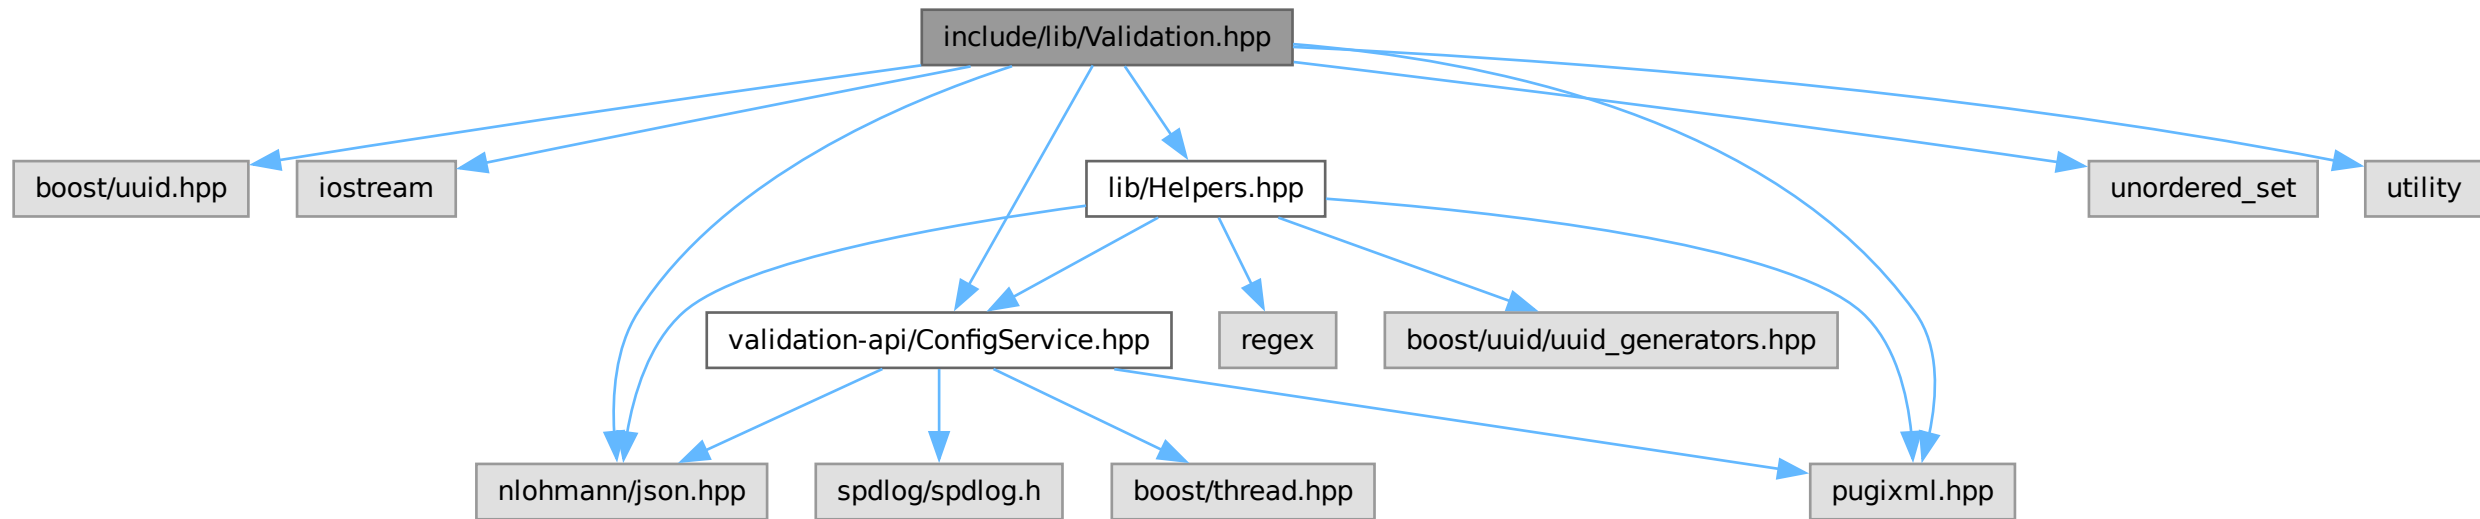 include/lib/Validation.hpp
boost/uuid.hpp
iostream
lib/Helpers.hpp
unordered_set
utility
validation-api/ConfigService.hpp
regex
boost/uuid/uuid_generators.hpp
nlohmann/json.hpp
spdlog/spdlog.h
boost/thread.hpp
pugixml.hpp